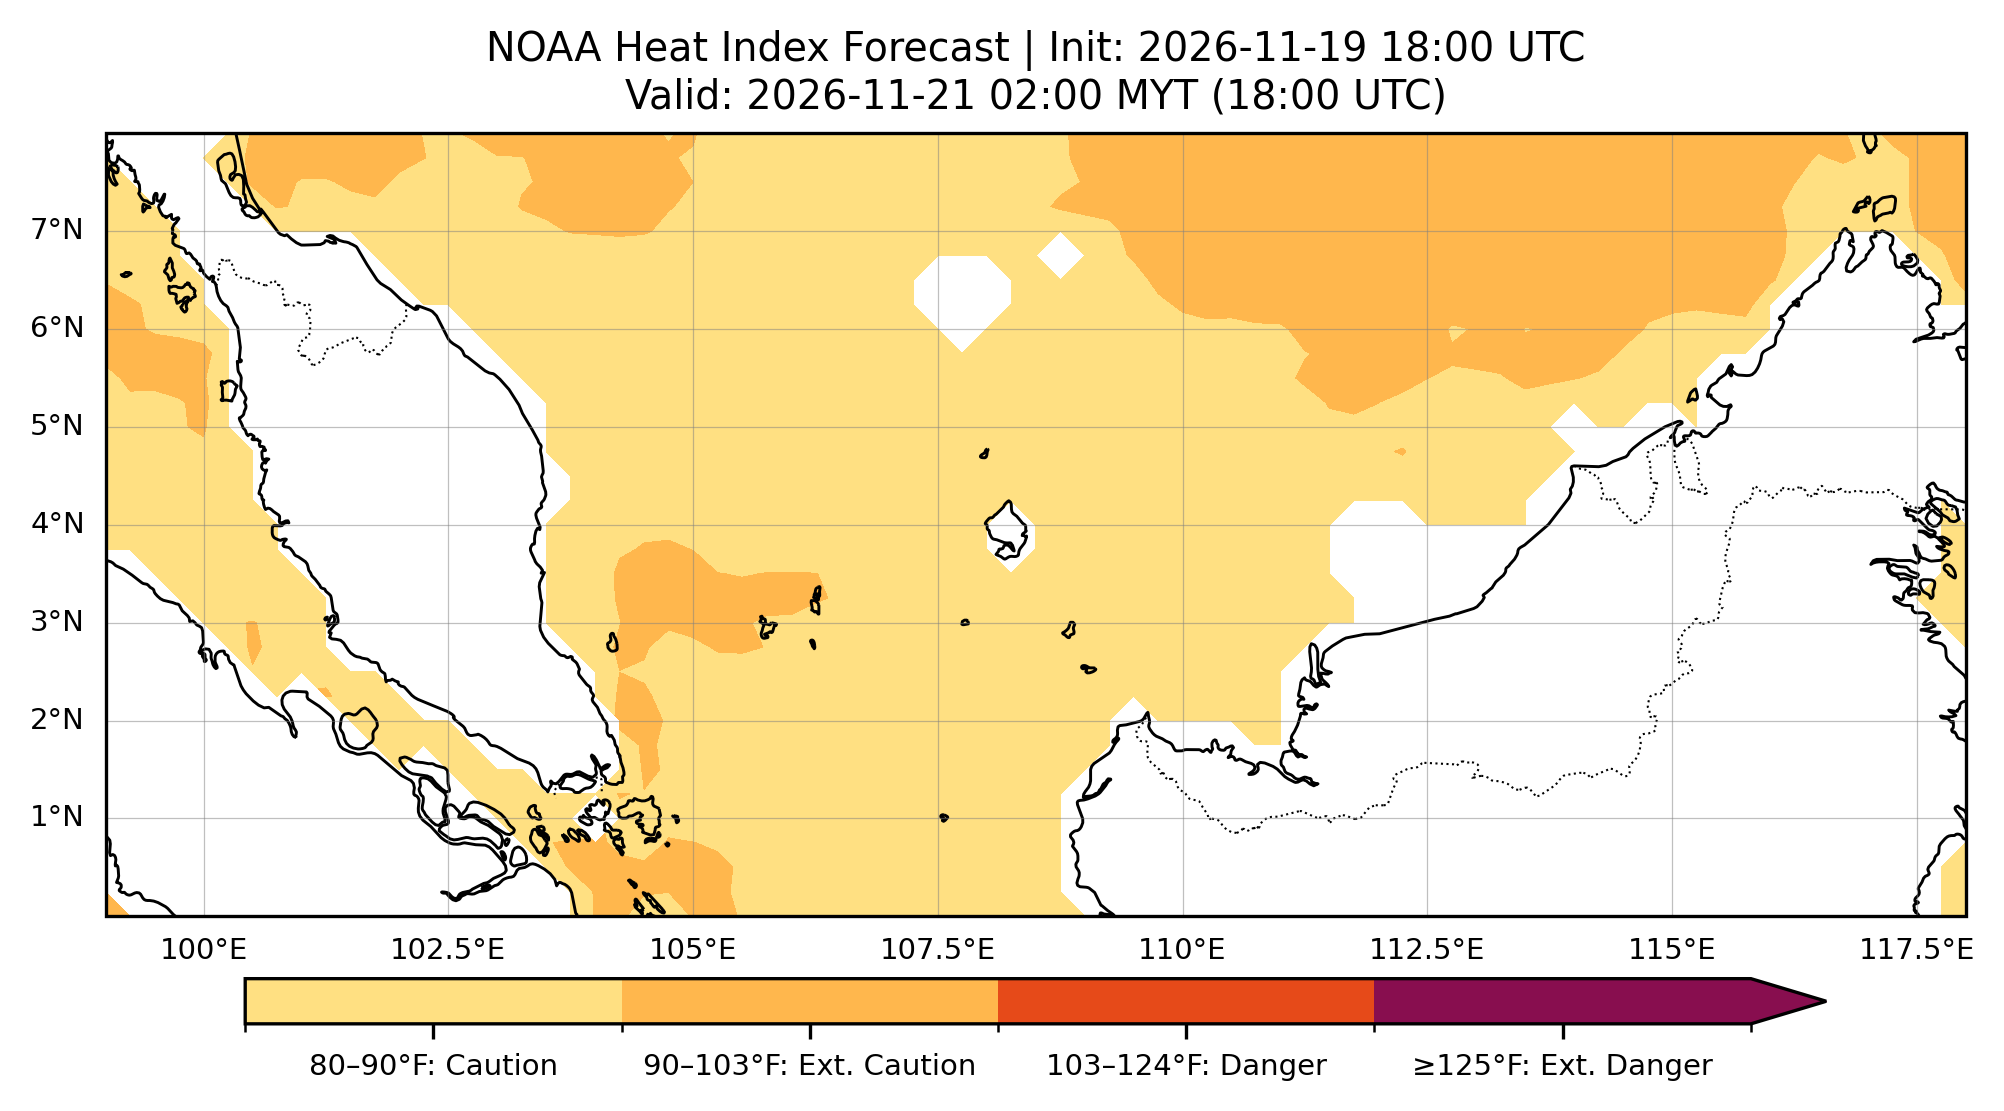 NOAA Heat Index Forecast | Init: 2026-11-19 18:00 UTC
Valid: 2026-11-21 02:00 MYT (18:00 UTC)
7°N
6°N
5°N
4°N
3°N
2°N
1°N
100°E 102.5°E 105°E 107.5°E 110°E 112.5°E 115°E 117.5°E
80–90°F: Caution 90–103°F: Ext. Caution 103–124°F: Danger ≥125°F: Ext. Danger